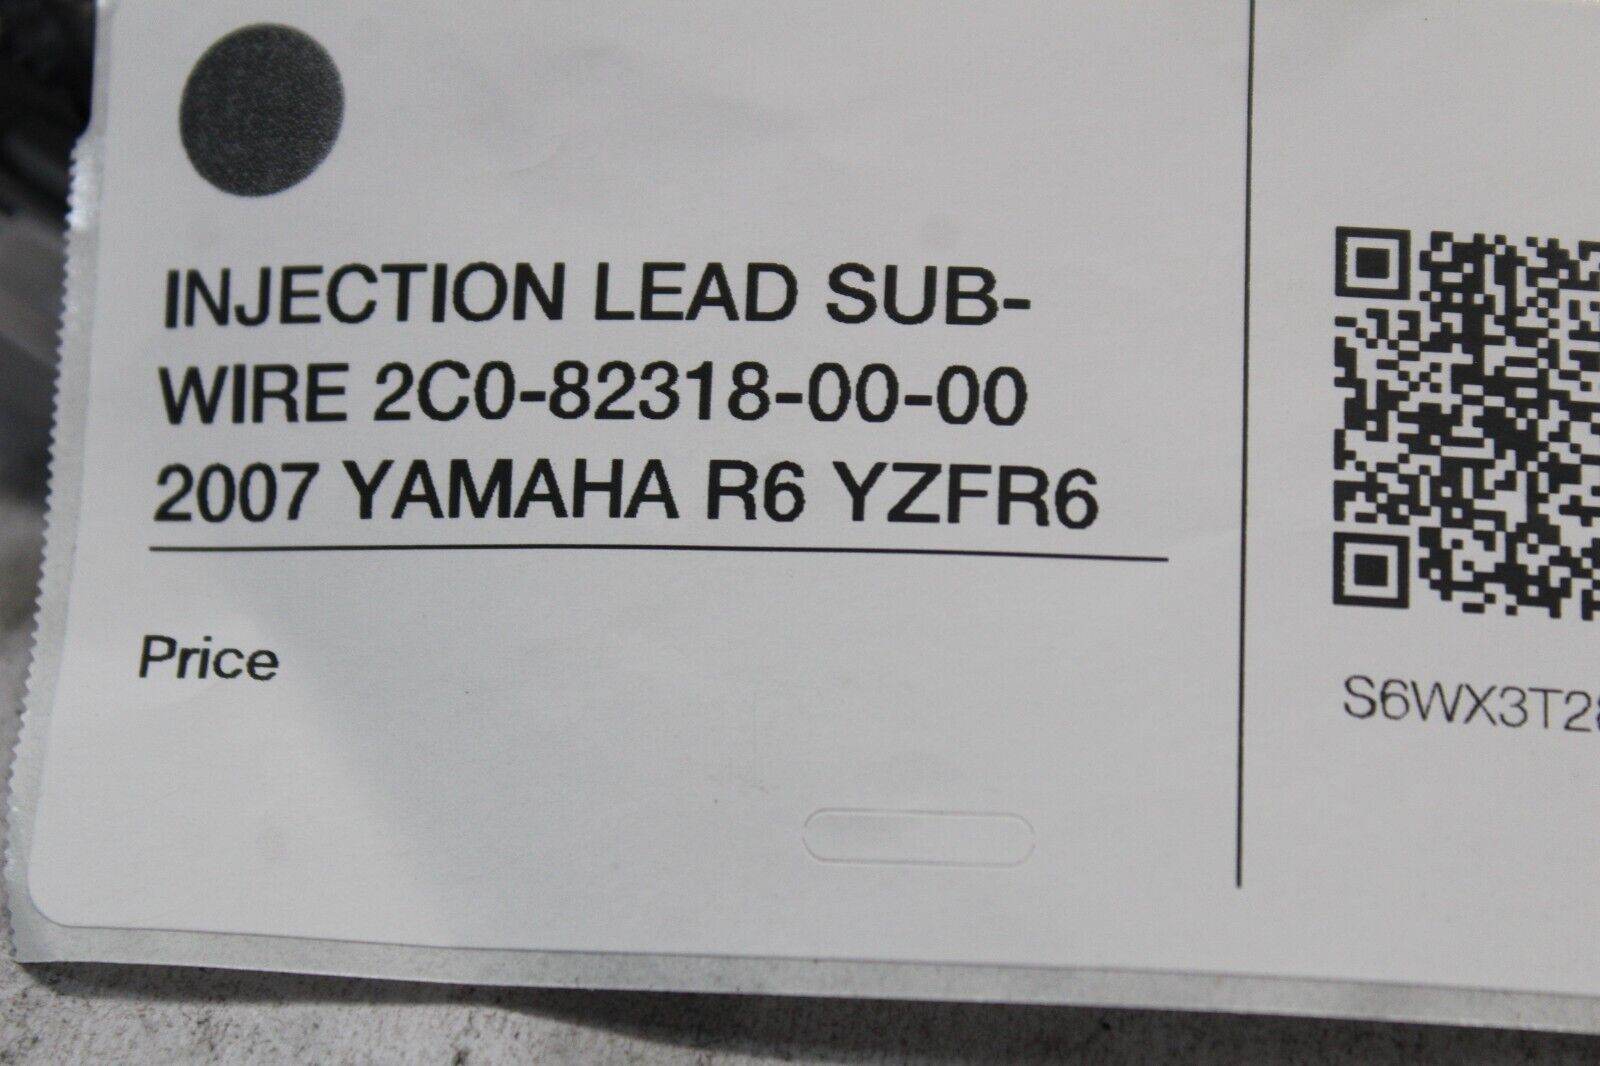 INJECTION LEAD SUB-
WIRE 2C0-82318-00-00
2007 YAMAHA R6 YZFR6
Price